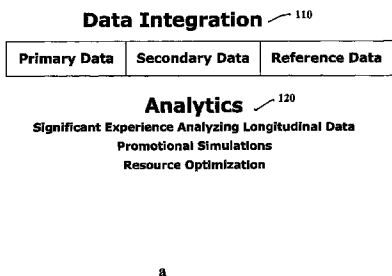 Data Integration 110
Primary Data Secondary Data Reference Data
Analytics 120
Significant Experience Analyzing Longitudinal Data
Promotional Simulations
Resource Optimization
a